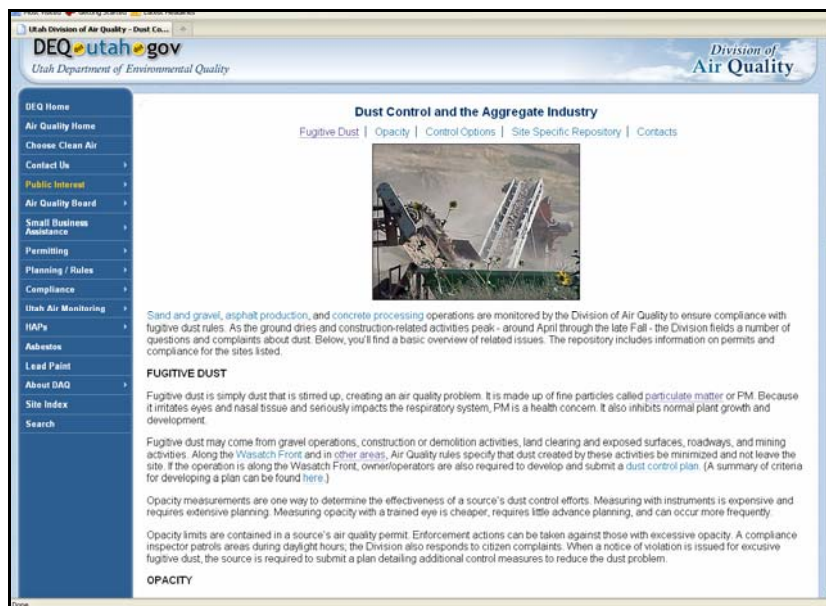 Most Visited Getting Started Latest Headlines
Utah Division of Air Quality - Dust Co...
DEQ utah gov
Utah Department of Environmental Quality
Division of
Air Quality
DEQ Home
Air Quality Home
Choose Clean Air
Contact Us
Public Interest
Air Quality Board
Small Business
Assistance
Permitting
Planning / Rules
Compliance
Utah Air Monitoring
HAPs
Asbestos
Lead Paint
About DAQ
Site Index
Search
Dust Control and the Aggregate Industry
Fugitive Dust | Opacity | Control Options | Site Specific Repository | Contacts
Sand and gravel, asphalt production, and concrete processing operations are monitored by the Division of Air Quality to ensure compliance with
fugitive dust rules. As the ground dries and construction-related activities peak - around April through the late Fall - the Division fields a number of
questions and complaints about dust. Below, you'll find a basic overview of related issues. The repository includes information on permits and
compliance for the sites listed.
FUGITIVE DUST
Fugitive dust is simply dust that is stirred up, creating an air quality problem. It is made up of fine particles called particulate matter or PM. Because
it irritates eyes and nasal tissue and seriously impacts the respiratory system, PM is a health concern. It also inhibits normal plant growth and
development.
Fugitive dust may come from gravel operations, construction or demolition activities, land clearing and exposed surfaces, roadways, and mining
activities. Along the Wasatch Front and in other areas, Air Quality rules specify that dust created by these activities be minimized and not leave the
site. If the operation is along the Wasatch Front, owner/operators are also required to develop and submit a dust control plan. (A summary of criteria
for developing a plan can be found here.)
Opacity measurements are one way to determine the effectiveness of a source's dust control efforts. Measuring with instruments is expensive and
requires extensive planning. Measuring opacity with a trained eye is cheaper, requires little advance planning, and can occur more frequently.
Opacity limits are contained in a source's air quality permit. Enforcement actions can be taken against those with excessive opacity. A compliance
inspector patrols areas during daylight hours; the Division also responds to citizen complaints. When a notice of violation is issued for excusive
fugitive dust, the source is required to submit a plan detailing additional control measures to reduce the dust problem.
OPACITY
Done